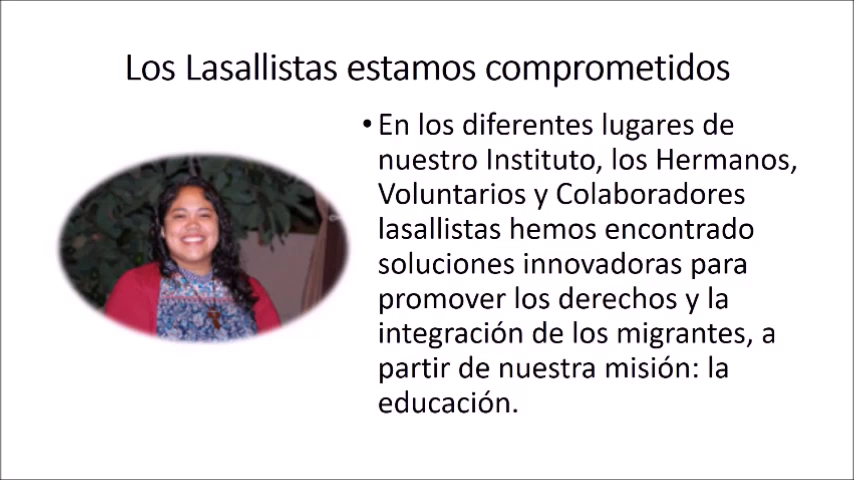 Los Lasallistas estamos comprometidos
• En los diferentes lugares de
nuestro Instituto, los Hermanos,
Voluntarios y Colaboradores
lasallistas hemos encontrado
soluciones innovadoras para
promover los derechos y la
integración de los migrantes, a
partir de nuestra misión: la
educación.